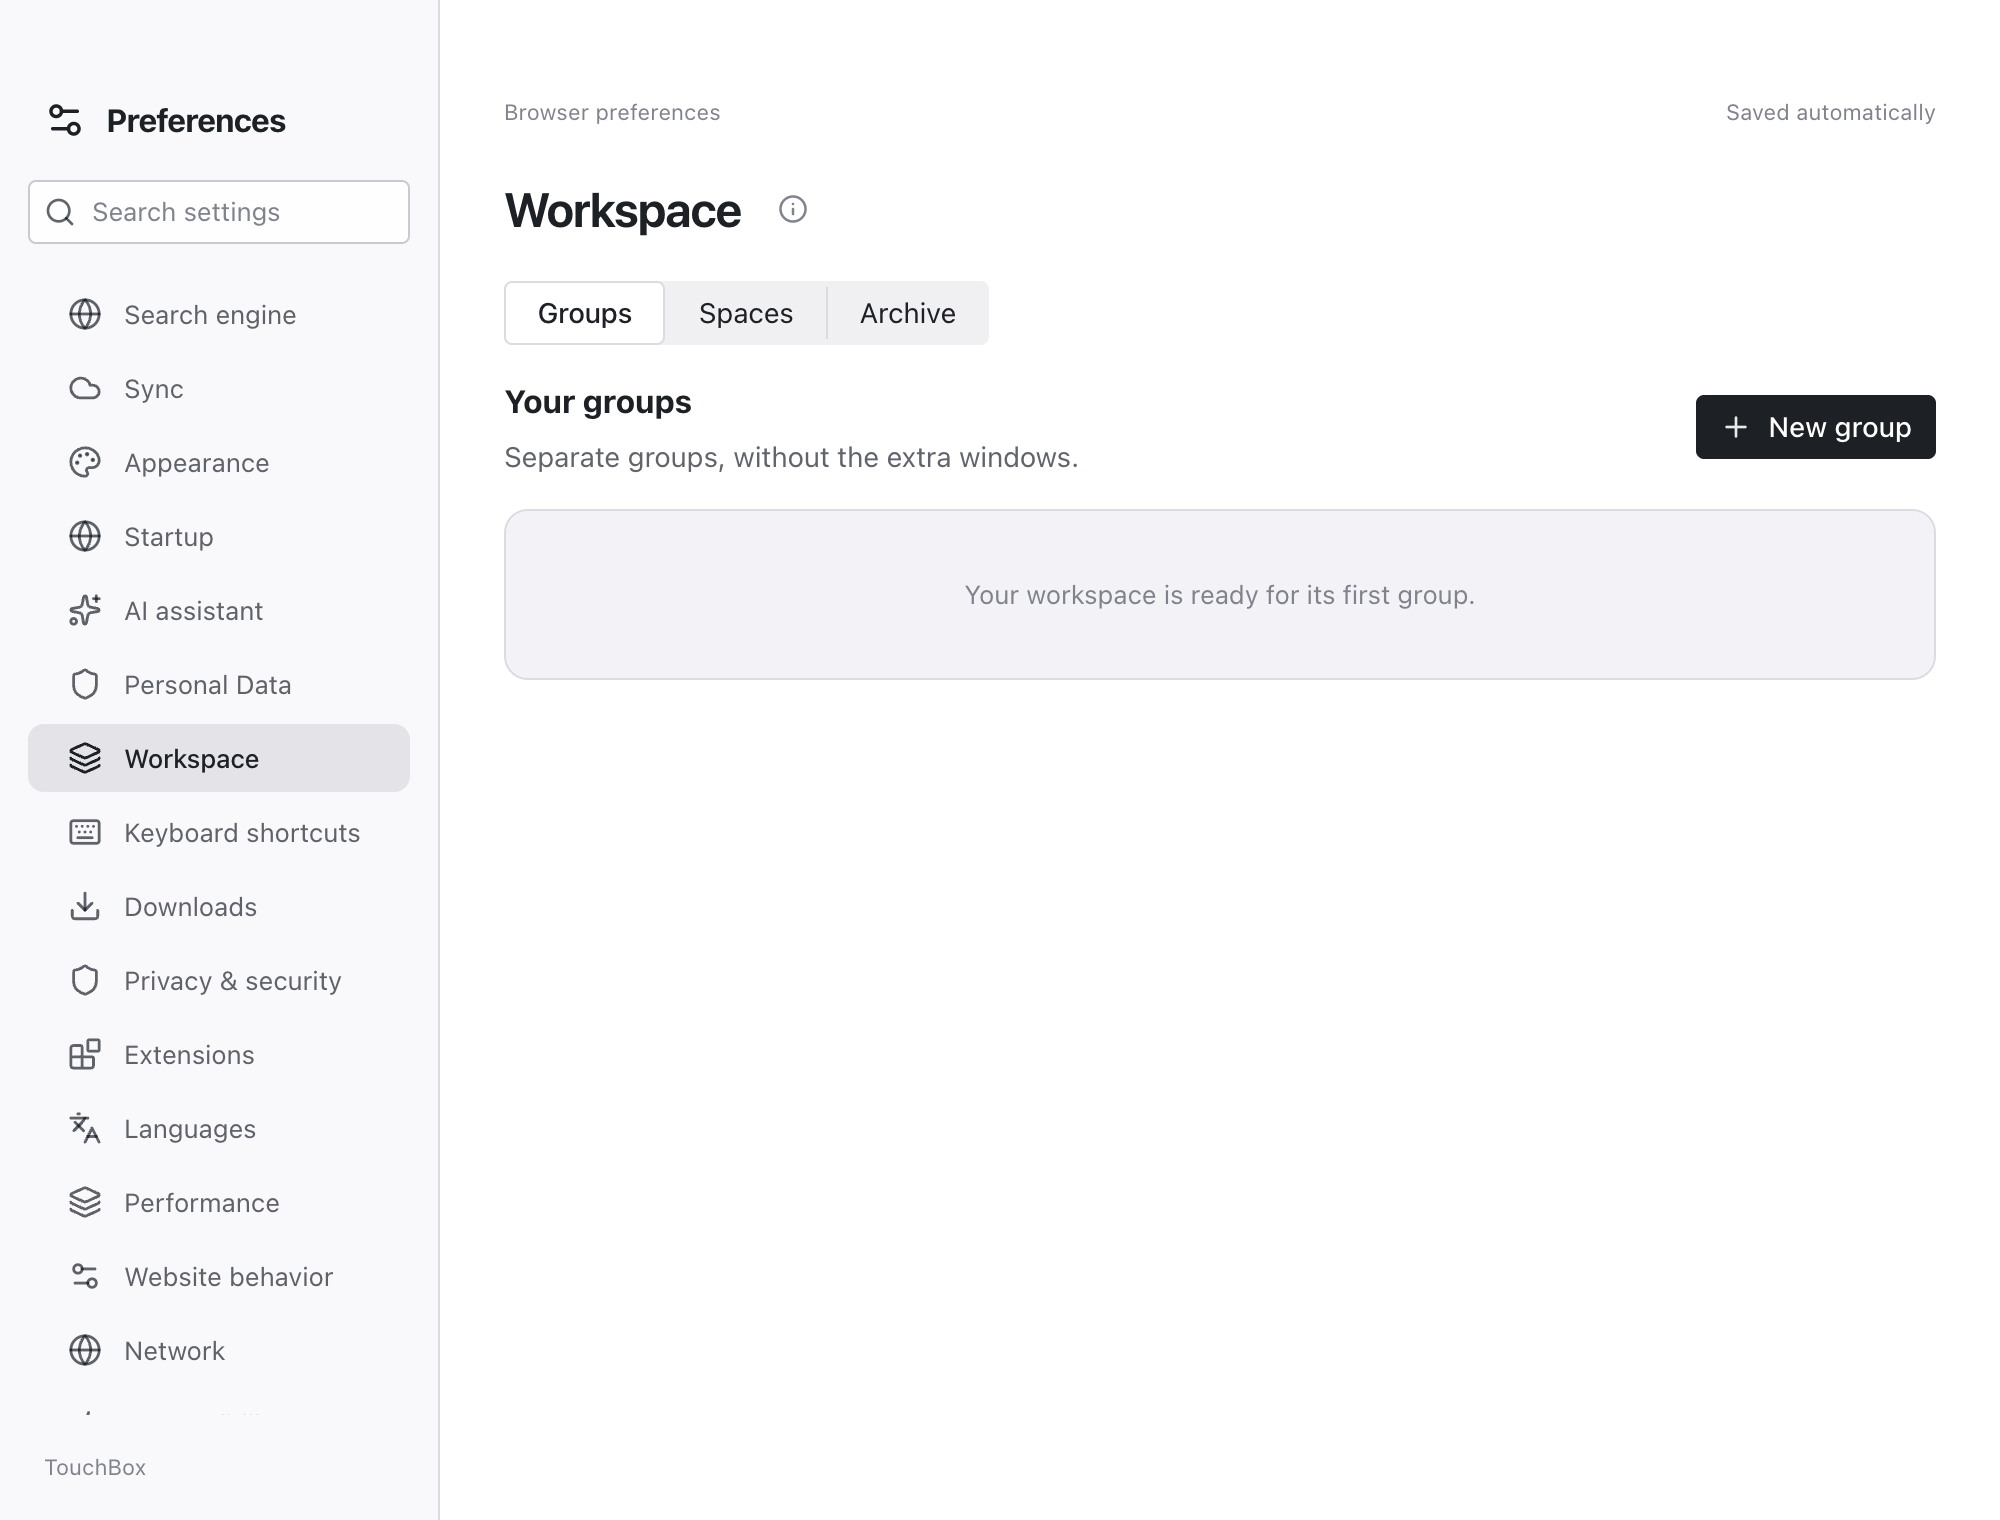 Preferences
Search settings
Search engine
Sync
Appearance
Startup
AI assistant
Personal Data
Workspace
Keyboard shortcuts
Downloads
Privacy & security
Extensions
Languages
Performance
Website behavior
Network
TouchBox
Browser preferences
Saved automatically
Workspace
Groups
Spaces
Archive
Your groups
Separate groups, without the extra windows.
New group
Your workspace is ready for its first group.